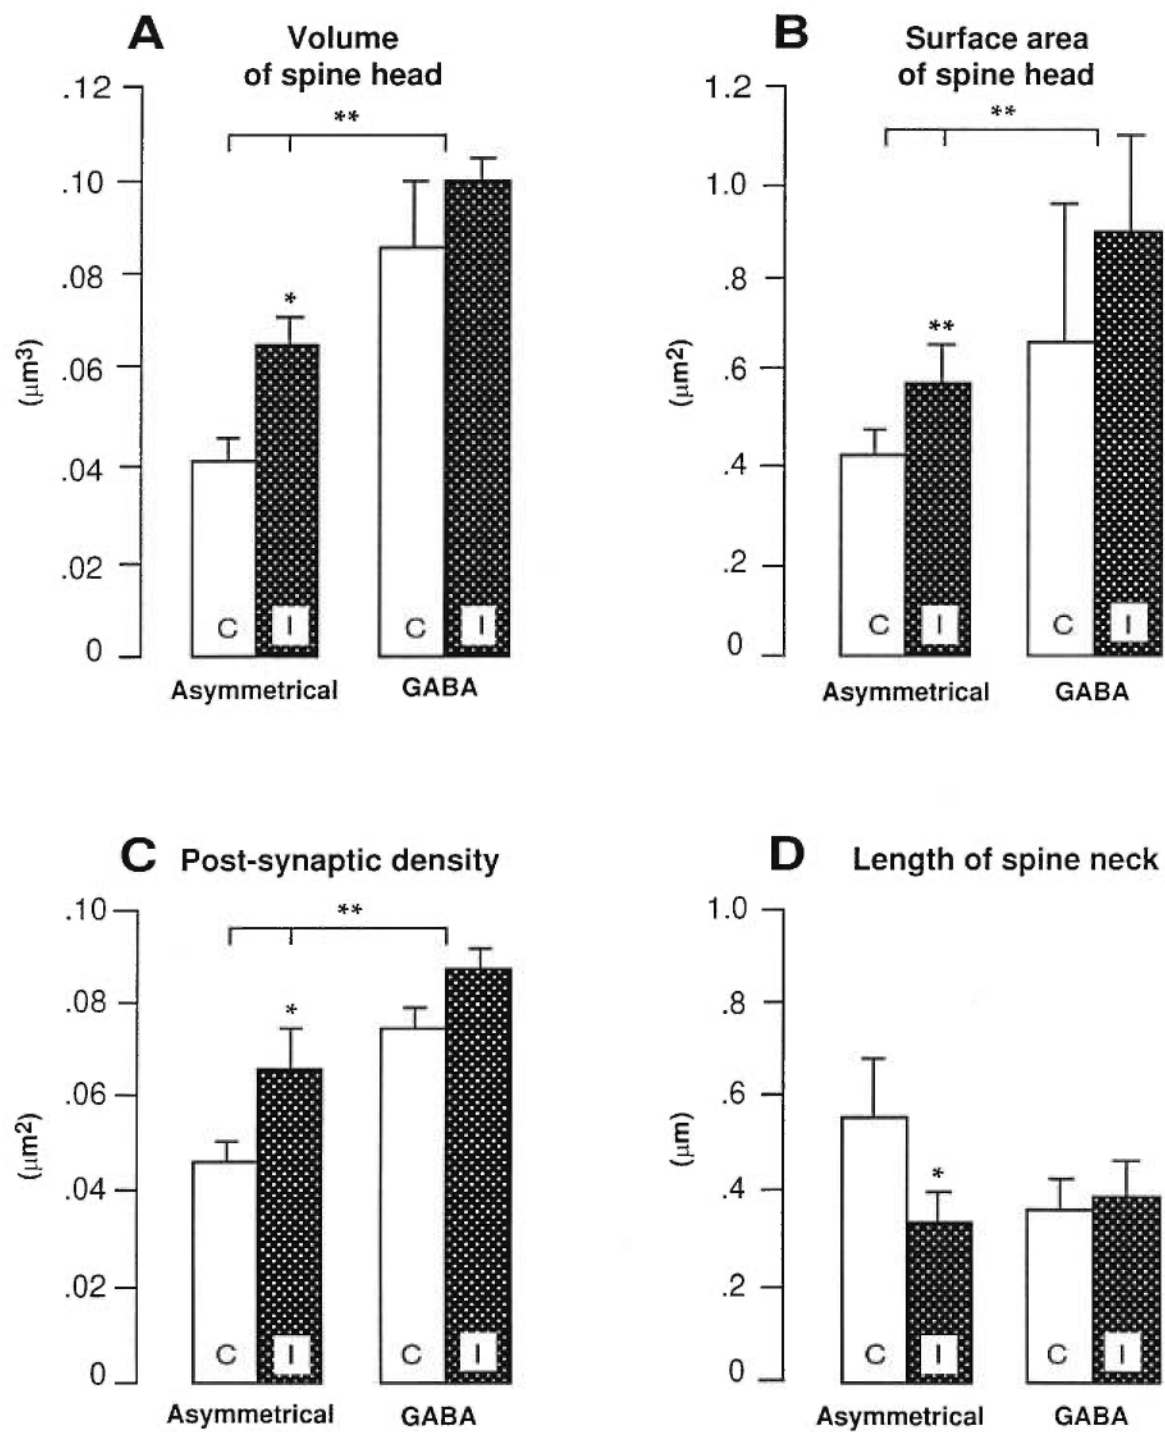 A
Volume
of spine head
.12
.10
.08
.06
.04
.02
0
(μm3)
**
*
C
I
C
I
Asymmetrical
GABA
B
Surface area
of spine head
1.2
1.0
.8
.6
.4
.2
0
(μm2)
**
**
C
I
C
I
Asymmetrical
GABA
C
Post-synaptic density
.10
.08
.06
.04
.02
0
(μm2)
**
*
C
I
C
I
Asymmetrical
GABA
D
Length of spine neck
1.0
.8
.6
.4
.2
0
(μm)
*
C
I
C
I
Asymmetrical
GABA